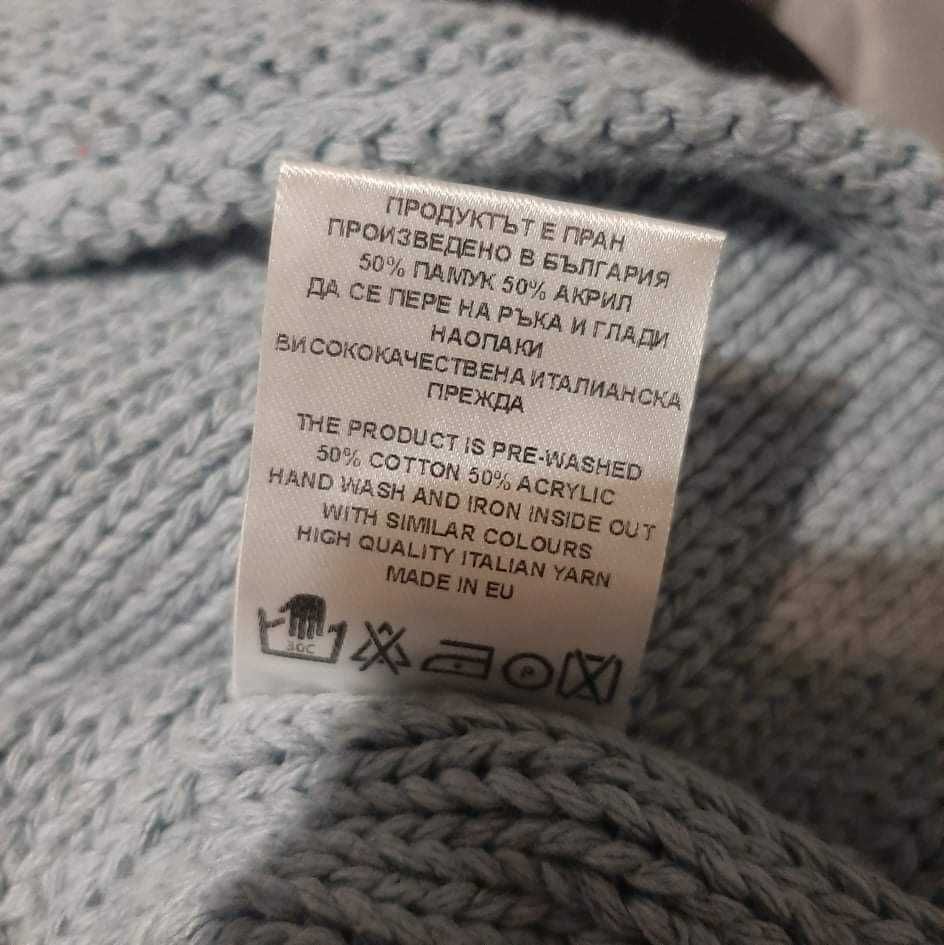 ПРОДУКТЪТ Е ПРАН
ПРОИЗВЕДЕНО В БЪЛГАРИЯ
50% ПАМУК 50% АКРИЛ
ДА СЕ ПЕРЕ НА РЪКА И ГЛАДИ
НАОПАКИ
ВИСОКОКАЧЕСТВЕНА ИТАЛИАНСКА
ПРЕЖДА
THE PRODUCT IS PRE-WASHED
50% COTTON 50% ACRYLIC
HAND WASH AND IRON INSIDE OUT
WITH SIMILAR COLOURS
HIGH QUALITY ITALIAN YARN
MADE IN EU
30C P